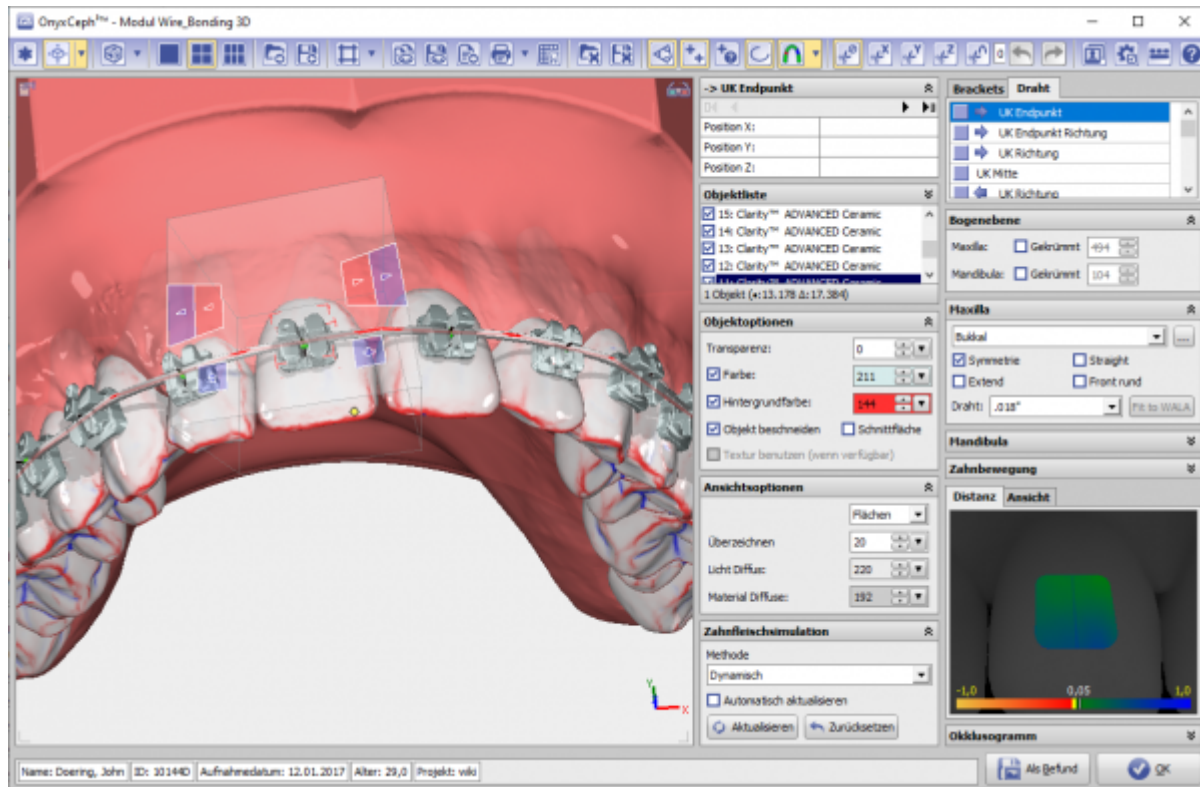 OnyxCeph³™ - Modul Wire_Bonding 3D
-> UK Endpunkt
Position X:
Position Y:
Position Z:
Objektliste
15: Clarity™ ADVANCED Ceramic
14: Clarity™ ADVANCED Ceramic
13: Clarity™ ADVANCED Ceramic
12: Clarity™ ADVANCED Ceramic
11: Clarity™ ADVANCED Ceramic
1 Objekt (•:13.178 Δ:17.384)
Objektoptionen
Transparenz: 0
Farbe: 211
Hintergrundfarbe: 144
Objekt beschneiden Schnittfläche
Textur benutzen (wenn verfügbar)
Ansichtsoptionen
Flächen
Überzeichnen 20
Licht Diffus: 220
Material Diffuse: 192
Zahnfleischsimulation
Methode
Dynamisch
Automatisch aktualisieren
Aktualisieren Zurücksetzen
Brackets Draht
UK Endpunkt
UK Endpunkt Richtung
UK Richtung
UK Mitte
UK Richtung
Bogenebene
Maxilla: Gekrümmt 494
Mandibula: Gekrümmt 104
Maxilla
Bukkal ...
Symmetrie Straight
Extend Front rund
Draht: .018" Fit to WALA
Mandibula
Zahnbewegung
Distanz Ansicht
-1,0 0,05 1,0
Okklusogramm
Y
X
Name: Doering, John ID: 10144D Aufnahmedatum: 12.01.2017 Alter: 29,0 Projekt: wiki
Als Befund OK